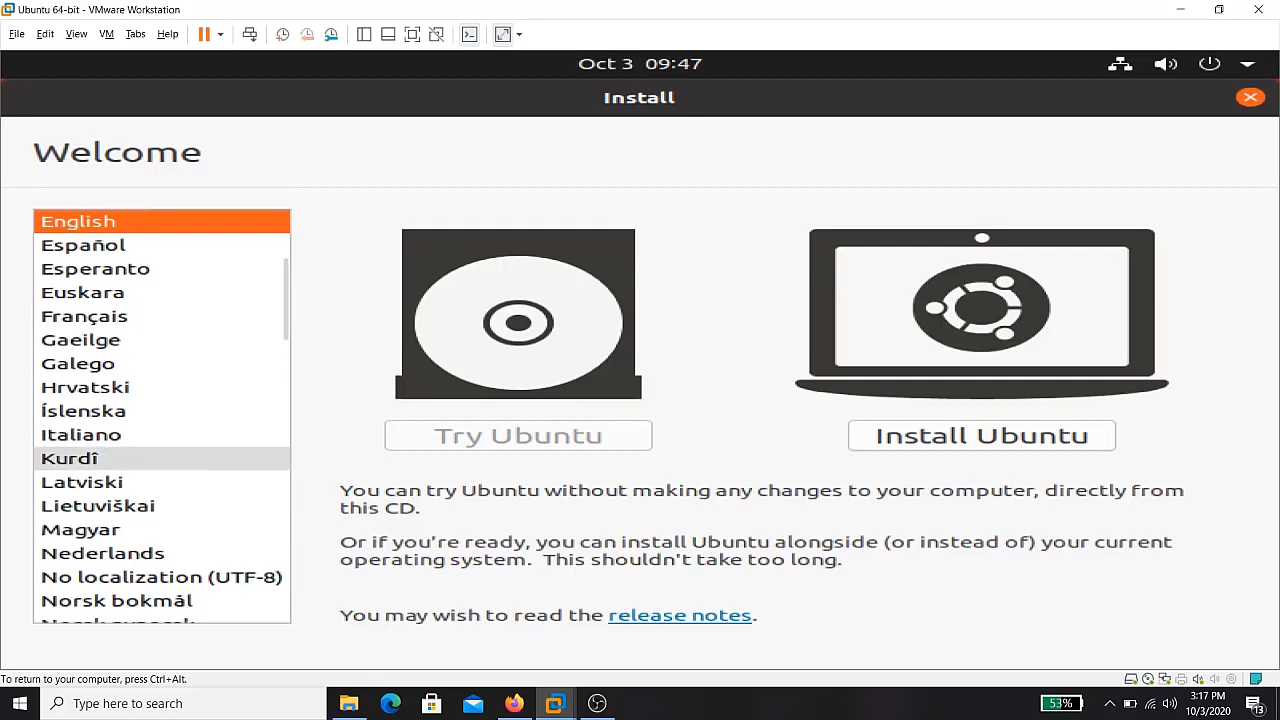 Ubuntu 64-bit - VMware Workstation
File Edit View VM Tabs Help
Oct 3 09:47
Install
Welcome
English
Español
Esperanto
Euskara
Français
Gaeilge
Galego
Hrvatski
Íslenska
Italiano
Kurdî
Latviski
Lietuviškai
Magyar
Nederlands
No localization (UTF-8)
Norsk bokmål
Try Ubuntu
Install Ubuntu
You can try Ubuntu without making any changes to your computer, directly from
this CD.
Or if you're ready, you can install Ubuntu alongside (or instead of) your current
operating system. This shouldn't take too long.
You may wish to read the release notes.
To return to your computer, press Ctrl+Alt.
Type here to search
53%
3:17 PM
10/3/2020
13